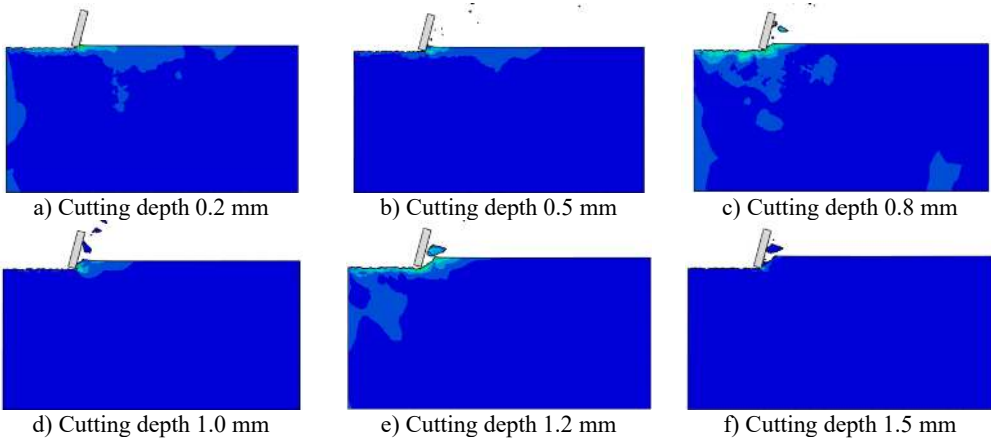 a) Cutting depth 0.2 mm
b) Cutting depth 0.5 mm
c) Cutting depth 0.8 mm
d) Cutting depth 1.0 mm
e) Cutting depth 1.2 mm
f) Cutting depth 1.5 mm